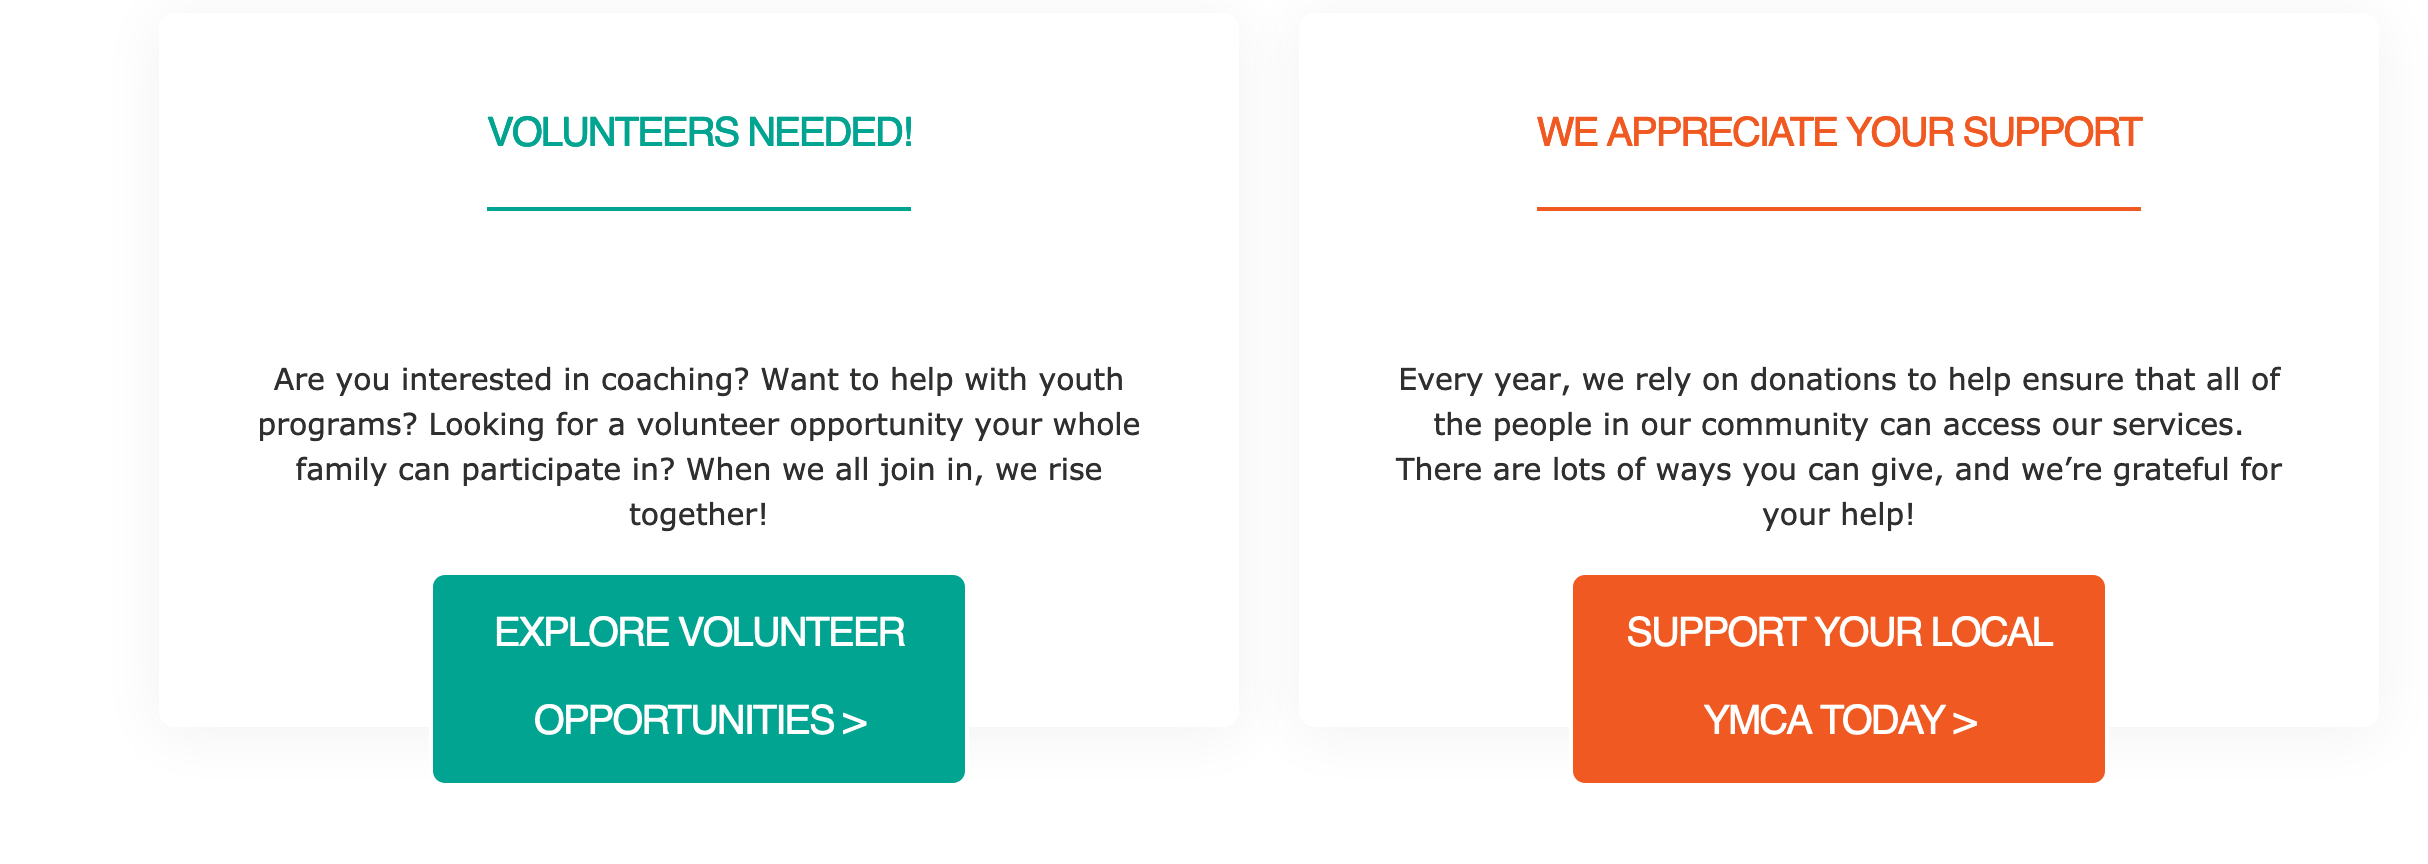 VOLUNTEERS NEEDED!
Are you interested in coaching? Want to help with youth
programs? Looking for a volunteer opportunity your whole
family can participate in? When we all join in, we rise
together!
EXPLORE VOLUNTEER
OPPORTUNITIES >
WE APPRECIATE YOUR SUPPORT
Every year, we rely on donations to help ensure that all of
the people in our community can access our services.
There are lots of ways you can give, and we’re grateful for
your help!
SUPPORT YOUR LOCAL
YMCA TODAY >